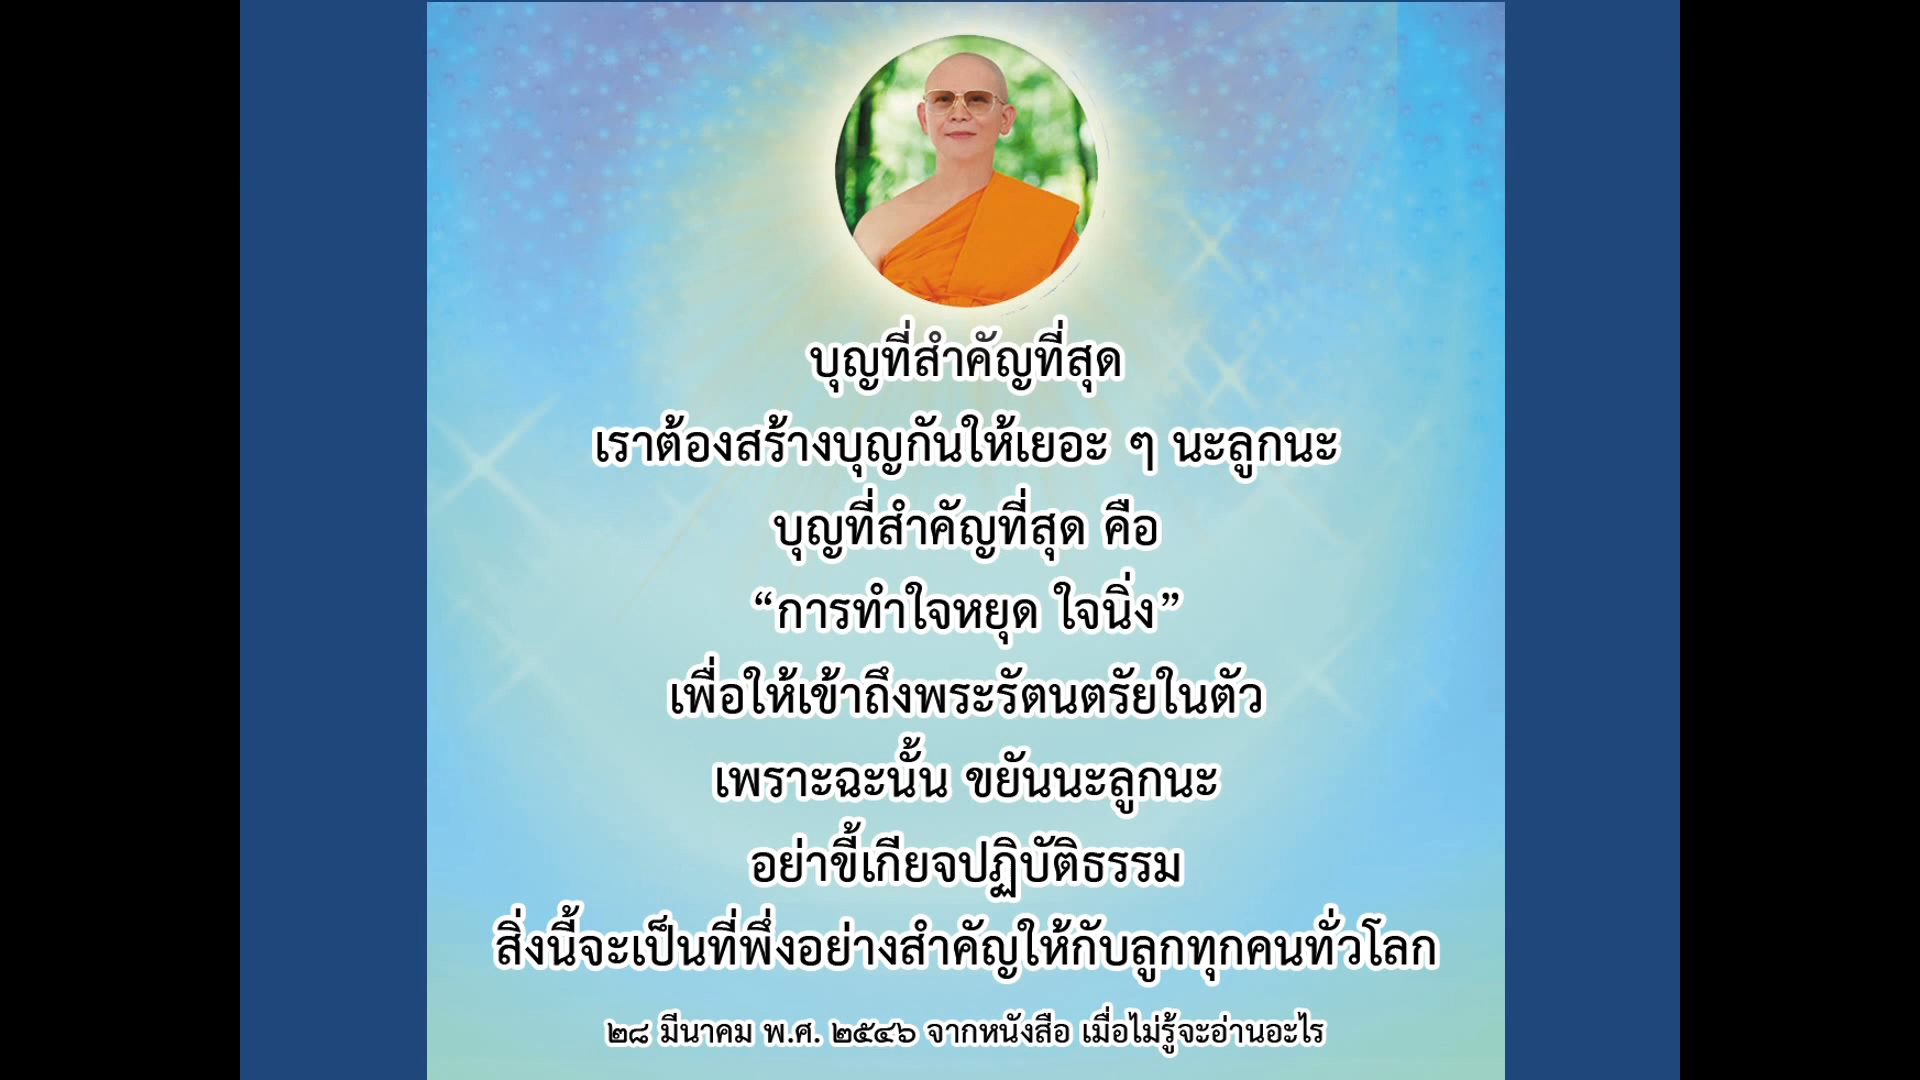 บุญที่สำคัญที่สุด
เราต้องสร้างบุญกันให้เยอะ ๆ นะลูกนะ
บุญที่สำคัญที่สุด คือ
“การทำใจหยุด ใจนิ่ง”
เพื่อให้เข้าถึงพระรัตนตรัยในตัว
เพราะฉะนั้น ขยันนะลูกนะ
อย่าขี้เกียจปฏิบัติธรรม
สิ่งนี้จะเป็นที่พึ่งอย่างสำคัญให้กับลูกทุกคนทั่วโลก
๒๘ มีนาคม พ.ศ. ๒๕๔๖ จากหนังสือ เมื่อไม่รู้จะอ่านอะไร